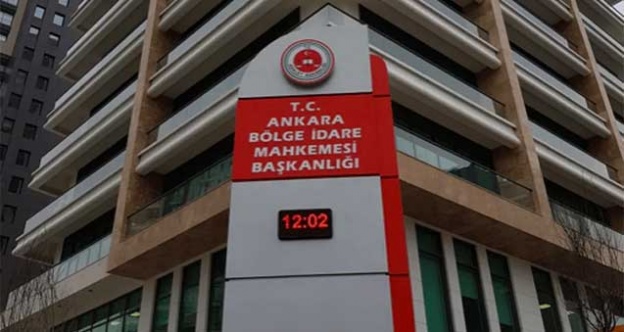 T.C.
ANKARA
BÖLGE İDARE
MAHKEMESİ
BAŞKANLIĞI
12:02